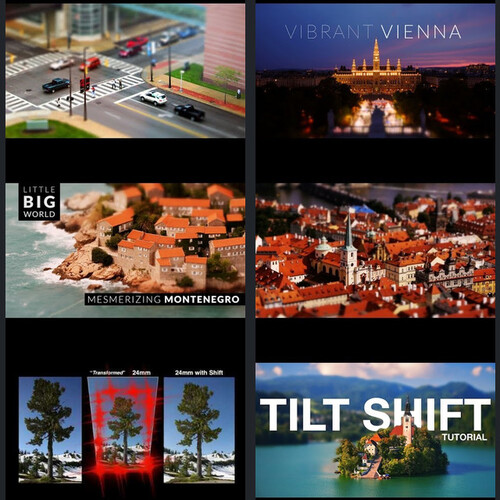 VIBRANT VIENNA
LITTLE
BIG
WORLD
MESMERIZING MONTENEGRO
"Transformed" 24mm
24mm with Shift
TILT SHIFT
TUTORIAL